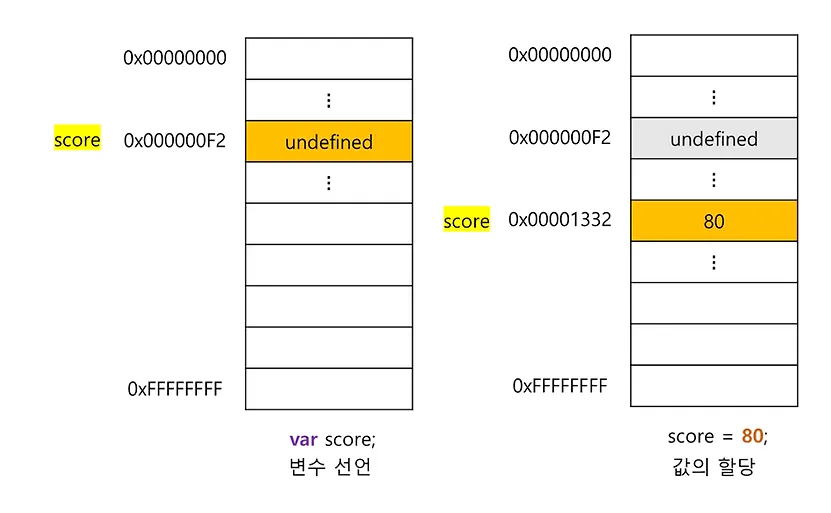 0x00000000
⋮
score 0x000000F2 undefined
⋮
0xFFFFFFFF
var score;
변수 선언
0x00000000
⋮
0x000000F2 undefined
⋮
score 0x00001332 80
⋮
0xFFFFFFFF
score = 80;
값의 할당